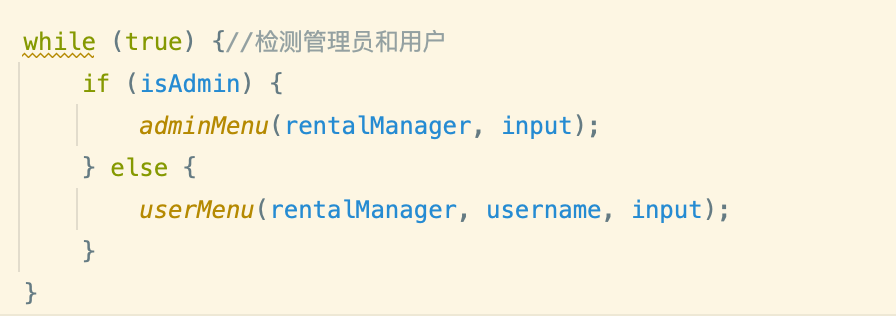 while (true) {//检测管理员和用户
if (isAdmin) {
adminMenu(rentalManager, input);
} else {
userMenu(rentalManager, username, input);
}
}